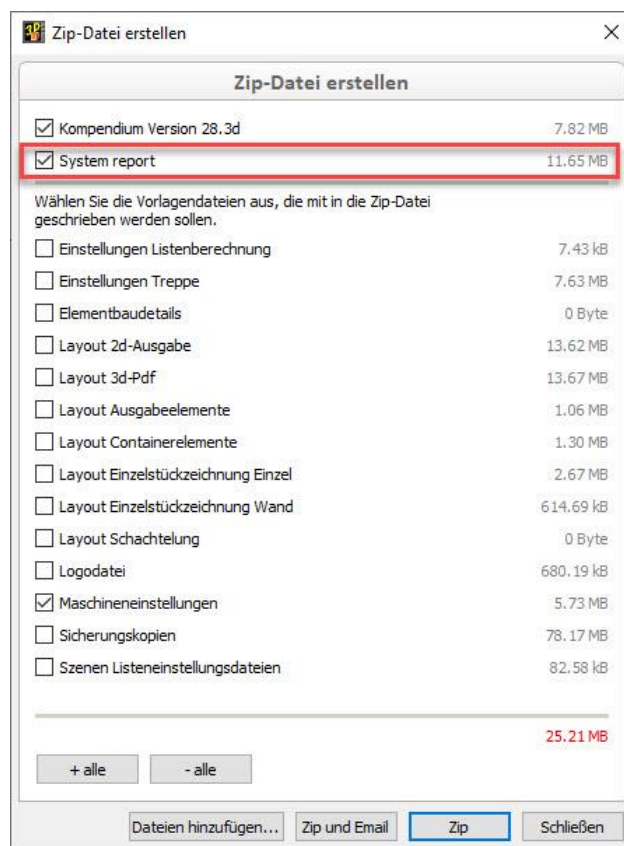 Zip-Datei erstellen
Zip-Datei erstellen
Kompendium Version 28.3d 7.82 MB
System report 11.65 MB
Wählen Sie die Vorlagendateien aus, die mit in die Zip-Datei
geschrieben werden sollen.
Einstellungen Listenberechnung 7.43 kB
Einstellungen Treppe 7.63 MB
Elementbaudetails 0 Byte
Layout 2d-Ausgabe 13.62 MB
Layout 3d-Pdf 13.67 MB
Layout Ausgabeelemente 1.06 MB
Layout Containerelemente 1.30 MB
Layout Einzelstückzeichnung Einzel 2.67 MB
Layout Einzelstückzeichnung Wand 614.69 kB
Layout Schachtelung 0 Byte
Logodatei 680.19 kB
Maschineneinstellungen 5.73 MB
Sicherungskopien 78.17 MB
Szenen Listeneinstellungsdateien 82.58 kB
25.21 MB
+ alle - alle
Dateien hinzufügen... Zip und Email Zip Schließen